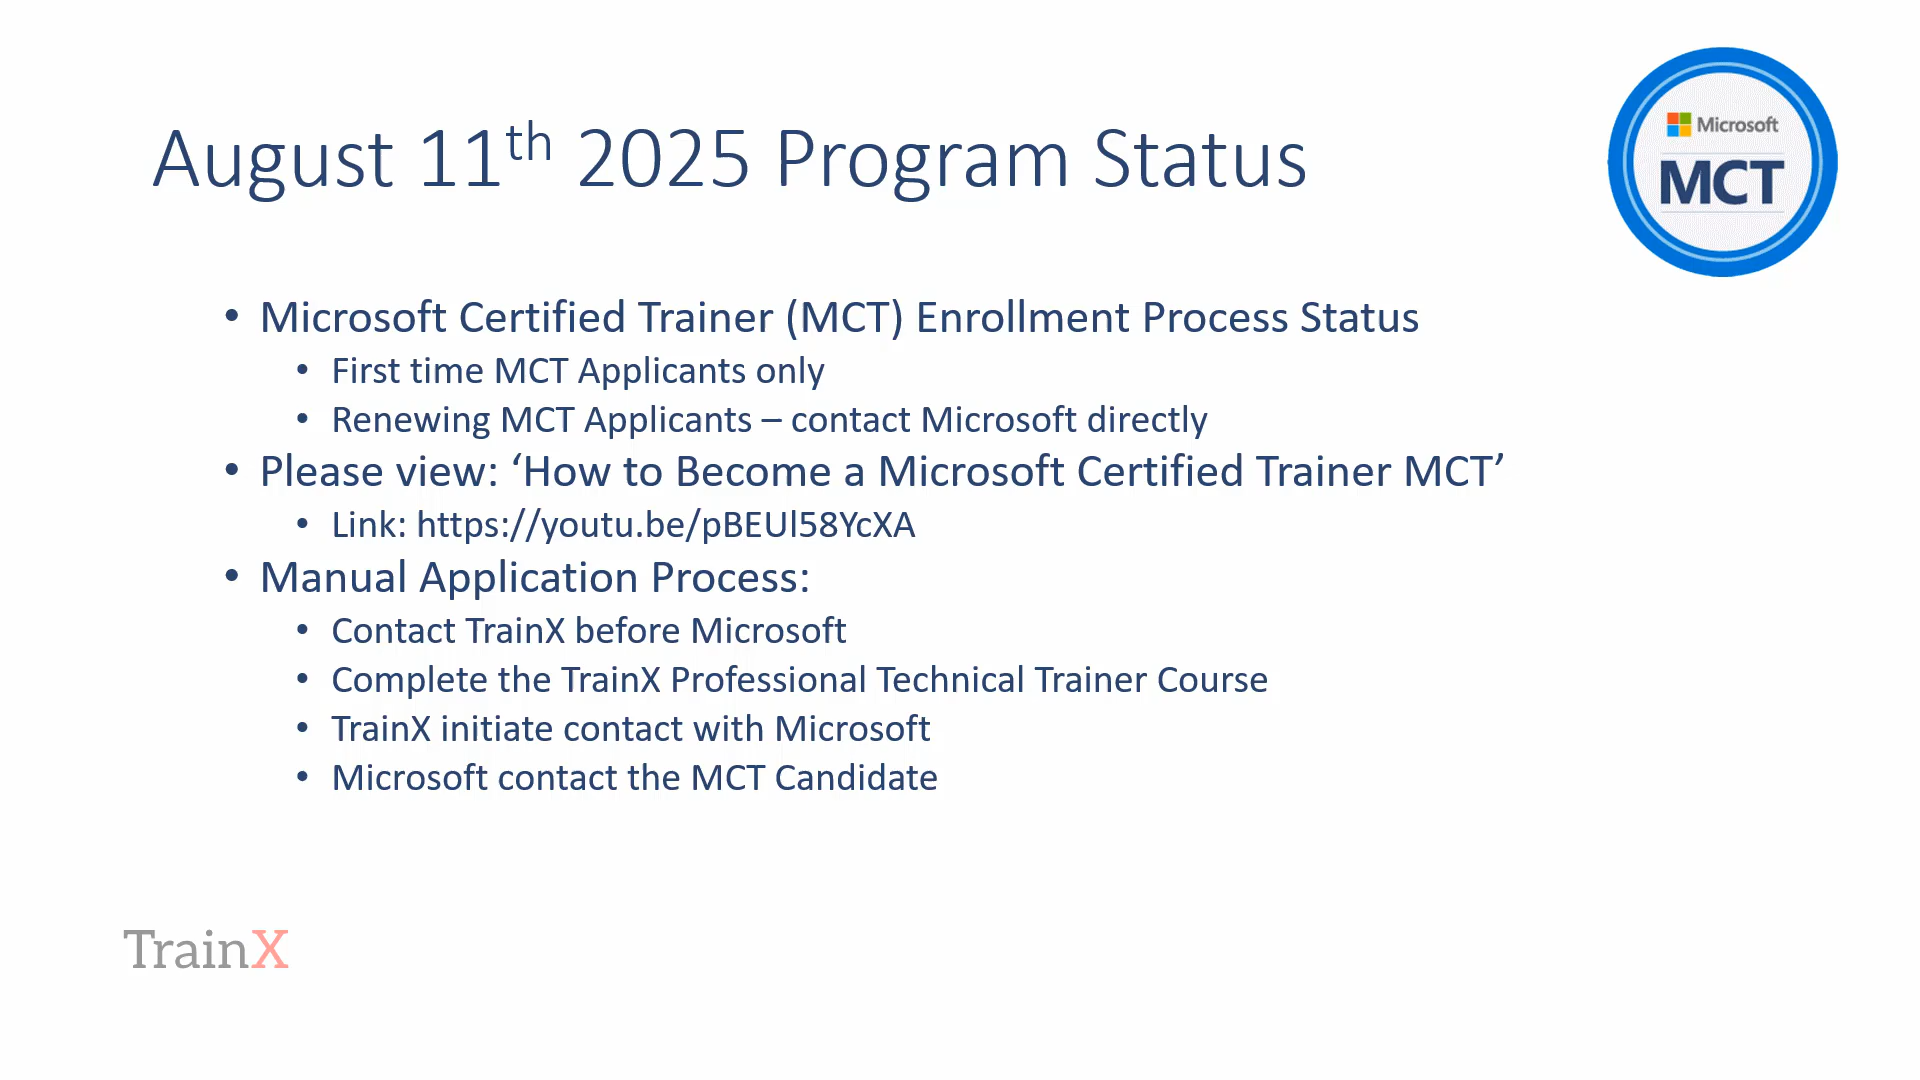 August 11th 2025 Program Status
Microsoft
MCT
• Microsoft Certified Trainer (MCT) Enrollment Process Status
• First time MCT Applicants only
• Renewing MCT Applicants – contact Microsoft directly
• Please view: ‘How to Become a Microsoft Certified Trainer MCT’
• Link: https://youtu.be/pBEUl58YcXA
• Manual Application Process:
• Contact TrainX before Microsoft
• Complete the TrainX Professional Technical Trainer Course
• TrainX initiate contact with Microsoft
• Microsoft contact the MCT Candidate
TrainX